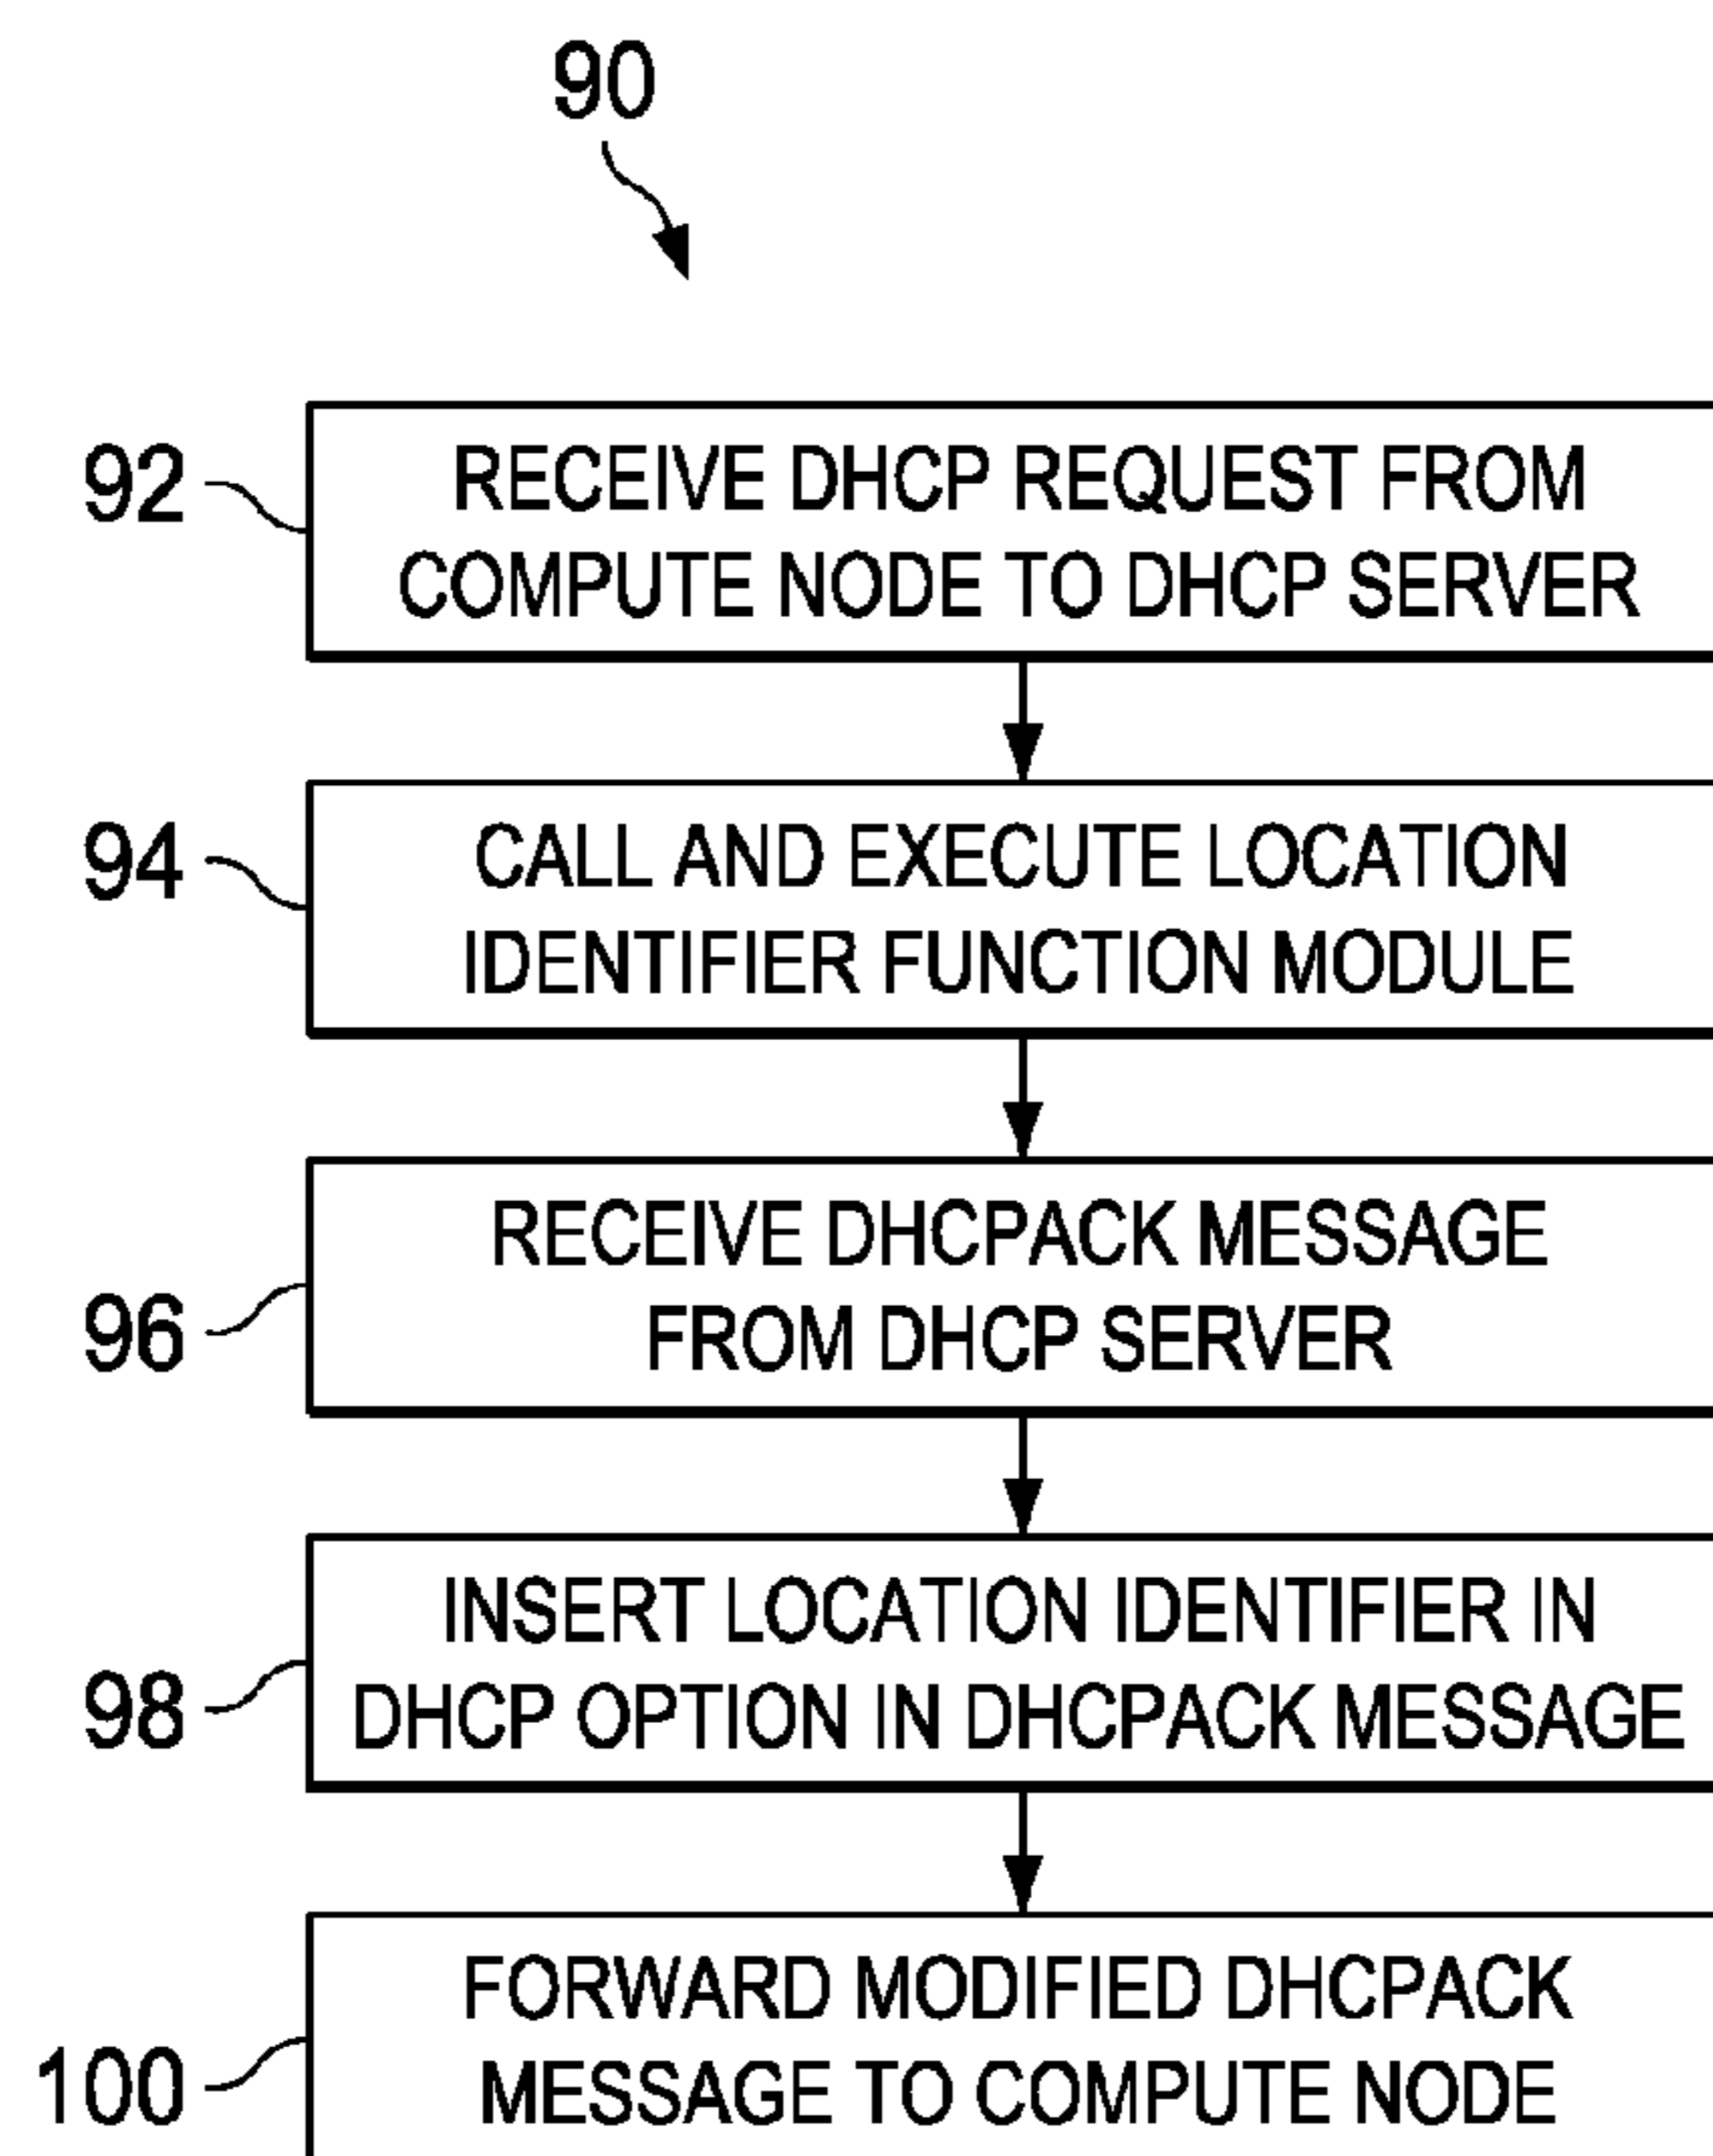 90
92
RECEIVE DHCP REQUEST FROM
COMPUTE NODE TO DHCP SERVER
94
CALL AND EXECUTE LOCATION
IDENTIFIER FUNCTION MODULE
96
RECEIVE DHCPACK MESSAGE
FROM DHCP SERVER
98
INSERT LOCATION IDENTIFIER IN
DHCP OPTION IN DHCPACK MESSAGE
100
FORWARD MODIFIED DHCPACK
MESSAGE TO COMPUTE NODE